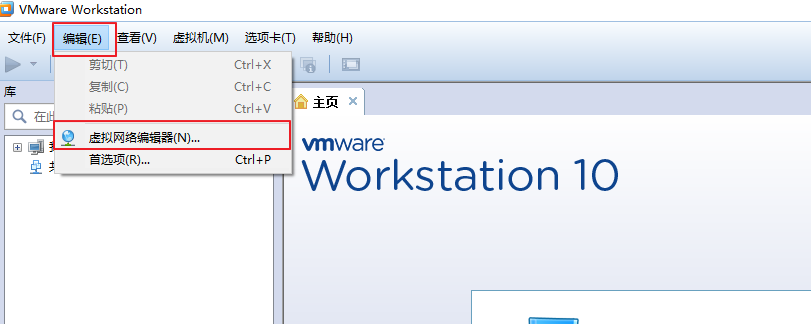 VMware Workstation
文件(F) 编辑(E) 查看(V) 虚拟机(M) 选项卡(T) 帮助(H)
剪切(T) Ctrl+X
库
复制(C) Ctrl+C
主页
粘贴(P) Ctrl+V
在此
虚拟网络编辑器(N)...
vmware
首选项(R)... Ctrl+P
Workstation 10